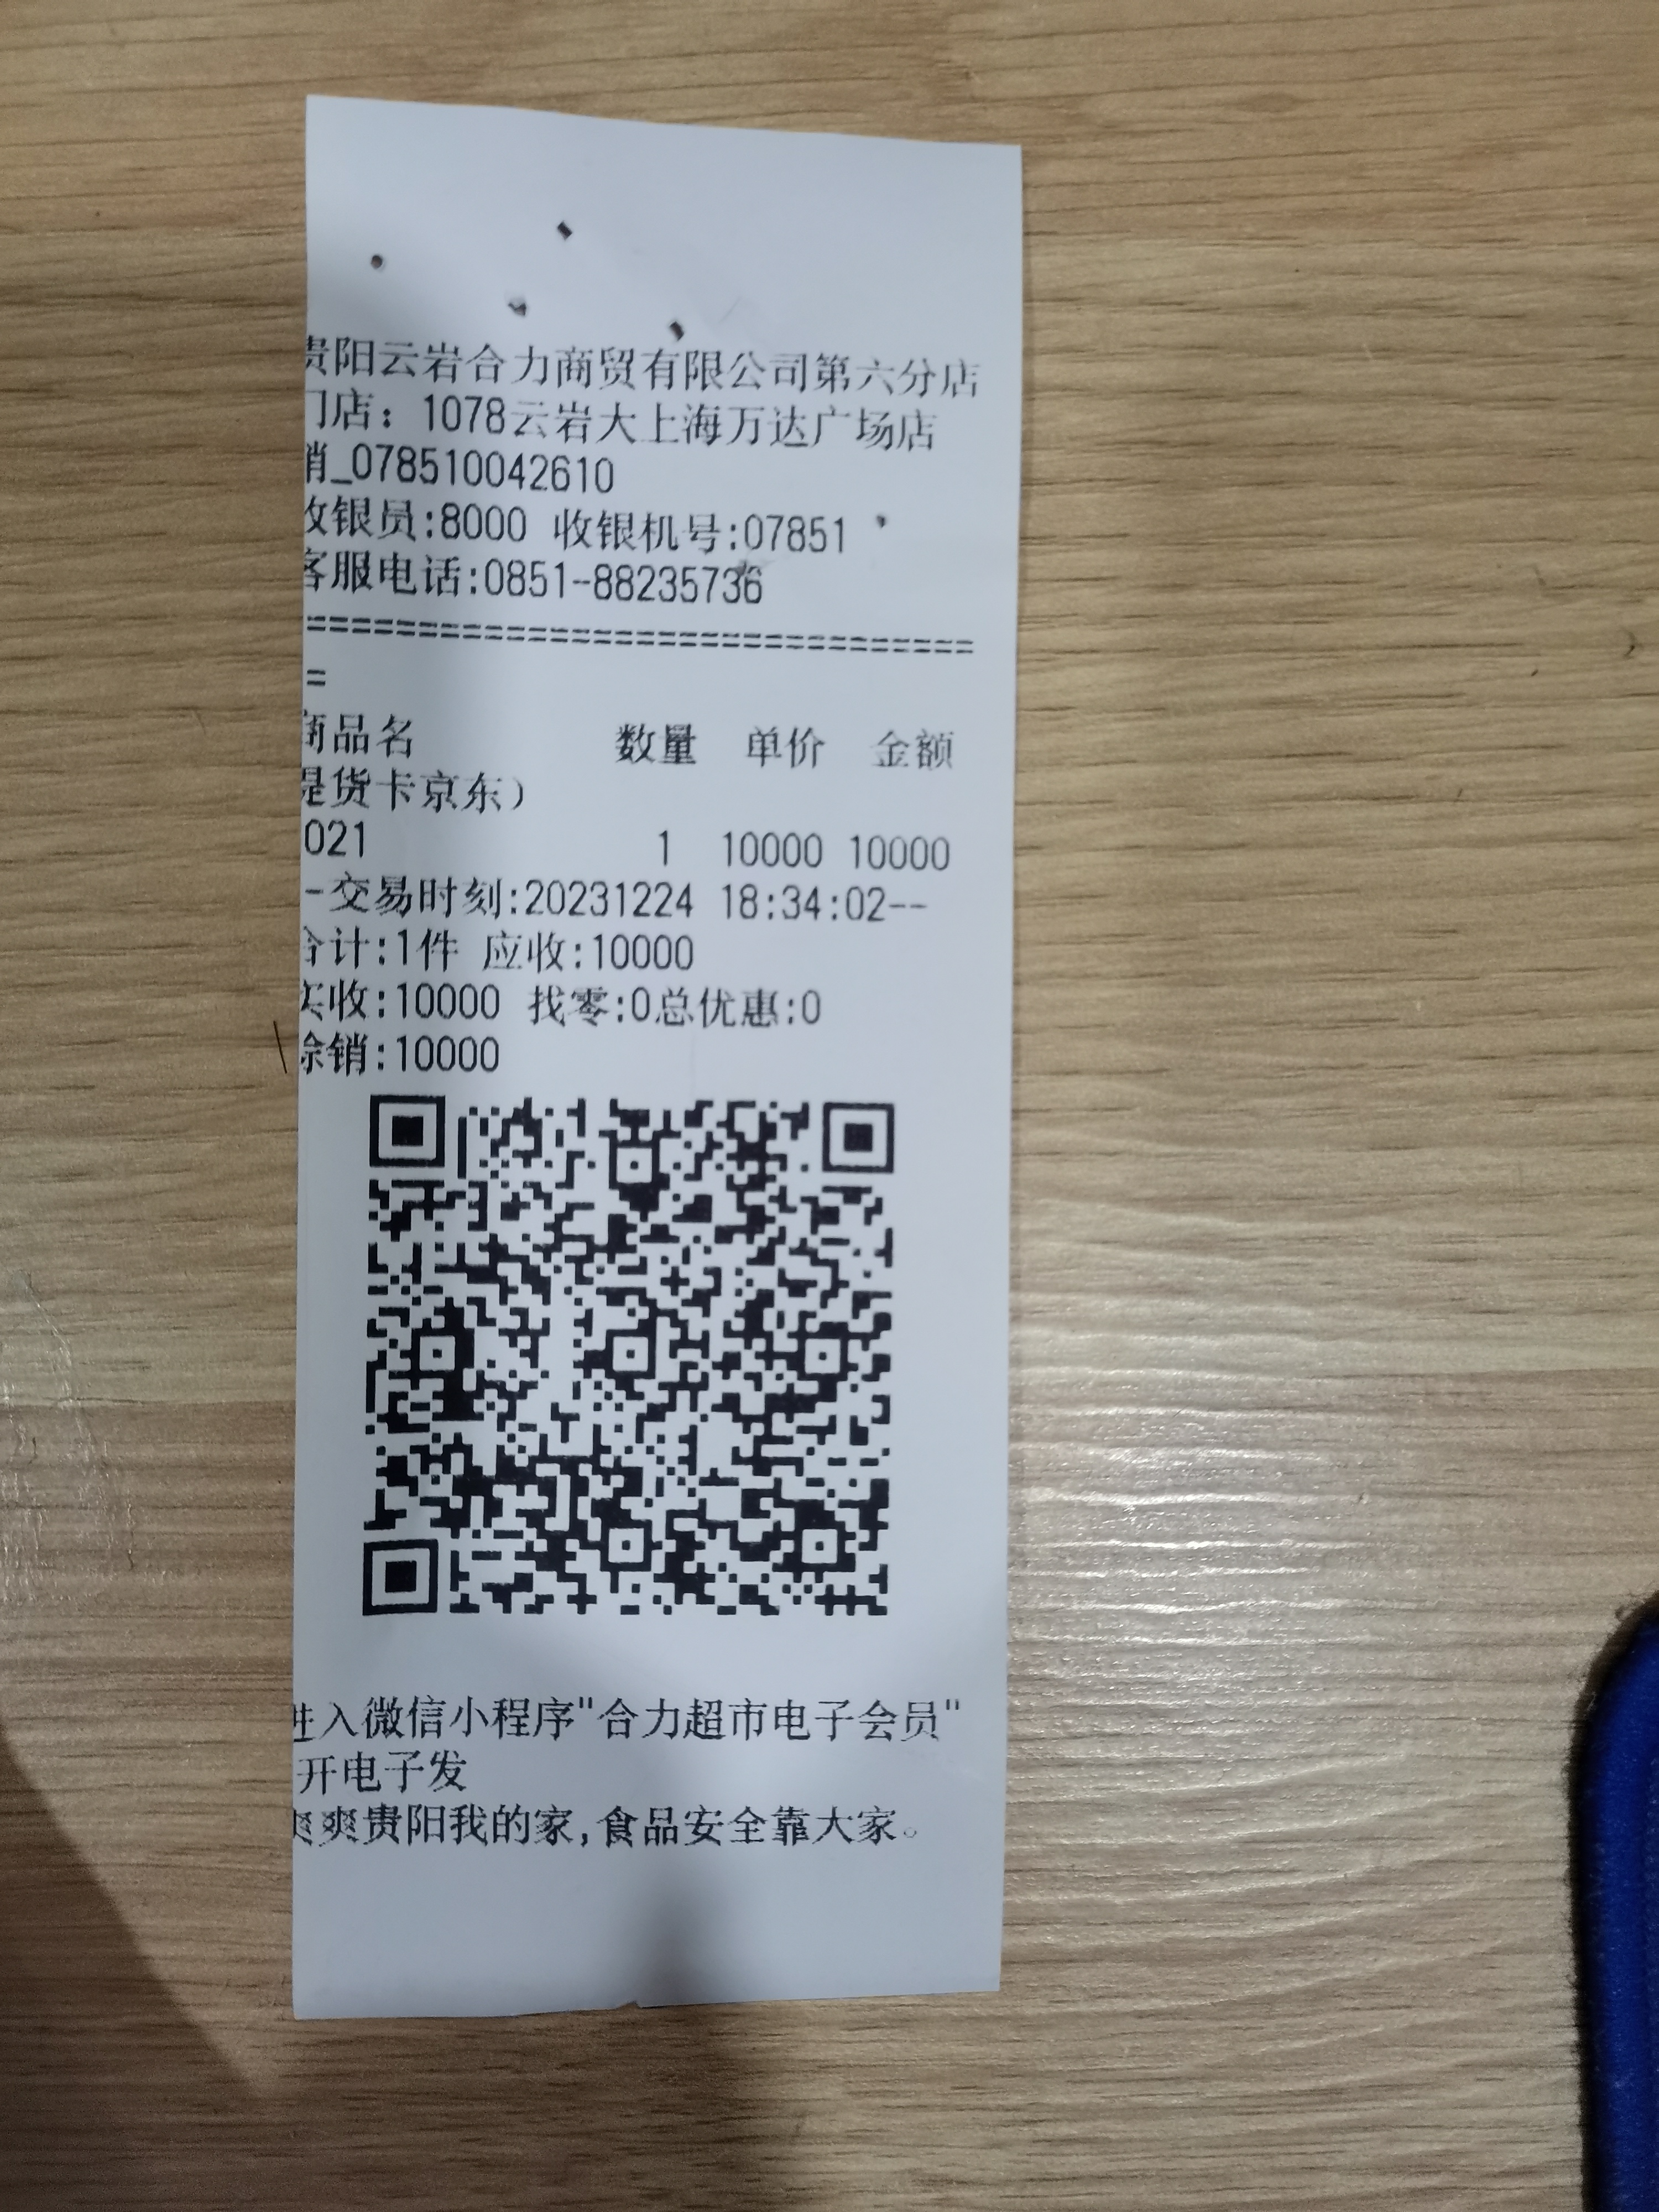 贵阳云岩合力商贸有限公司第六分店
门店：1078云岩大上海万达广场店
销_078510042610
收银员:8000 收银机号:07851
客服电话:0851-88235736
===============================
=
商品名 数量 单价 金额
提货卡京东）
021 1 10000 10000
-交易时刻:20231224 18:34:02--
合计:1件 应收:10000
实收:10000 找零:0总优惠:0
除销:10000
进入微信小程序"合力超市电子会员"
开电子发
爽爽贵阳我的家,食品安全靠大家。